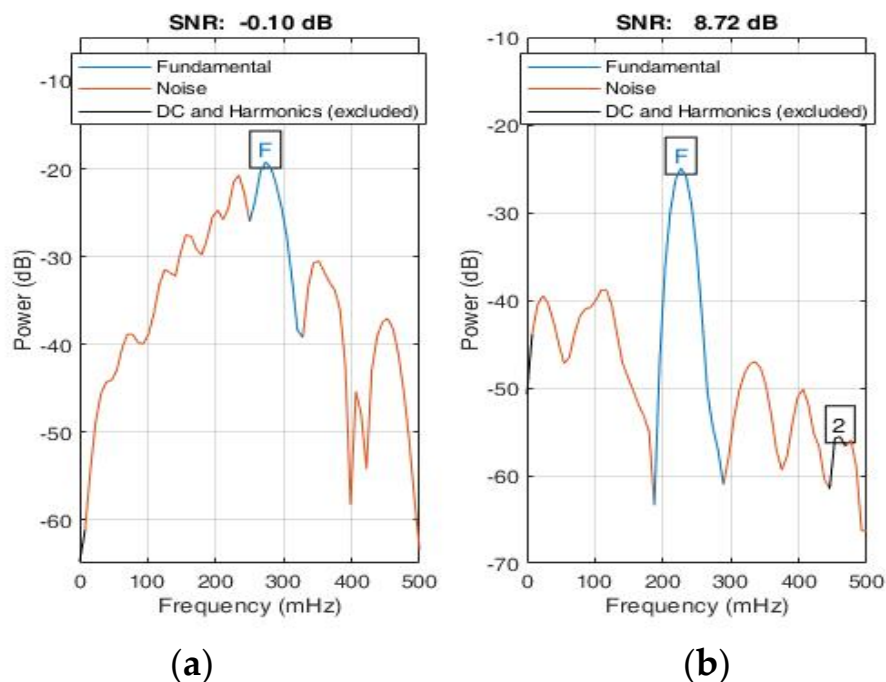 SNR: -0.10 dB
Fundamental
Noise
DC and Harmonics (excluded)
F
Power (dB)
-10
-20
-30
-40
-50
-60
0 100 200 300 400 500
Frequency (mHz)
(a)
SNR: 8.72 dB
Fundamental
Noise
DC and Harmonics (excluded)
F
2
Power (dB)
-10
-20
-30
-40
-50
-60
-70
0 100 200 300 400 500
Frequency (mHz)
(b)